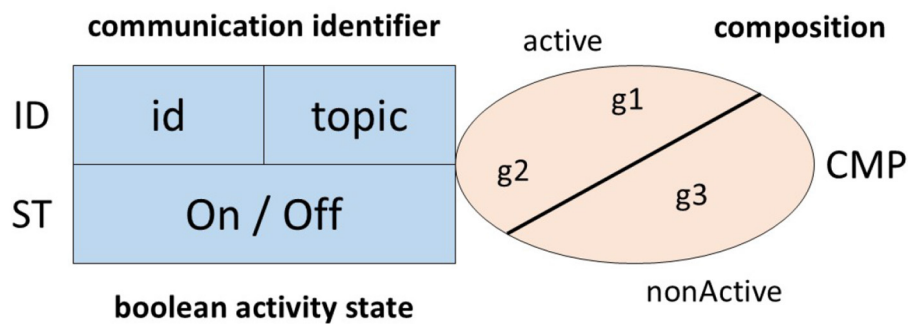 communication identifier
active
composition
ID
id
topic
g1
g2
g3
CMP
ST
On / Off
boolean activity state
nonActive